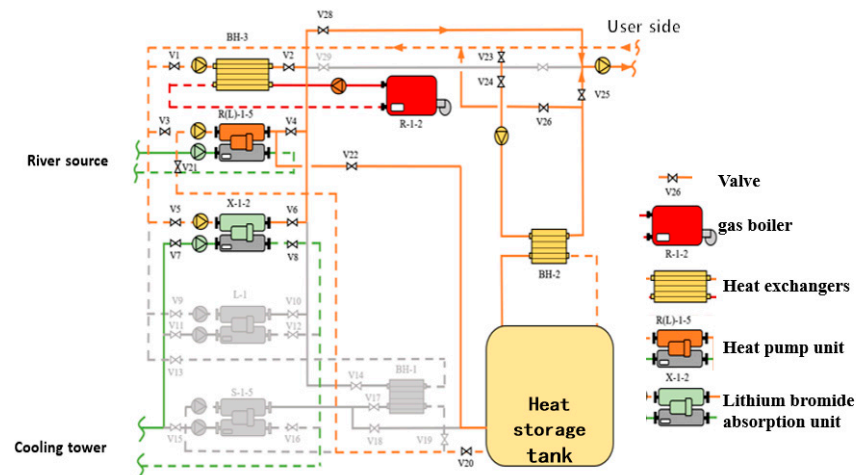 V28
User side
BH-3
V1
V2
V29
V23
V24
V25
R-1-2
V26
R(L)-1-5
V3
V4
River source
V21
V22
X-1-2
V5
V6
V7
V8
BH-2
L-1
V9
V10
V11
V12
V13
BH-1
V14
S-1-5
V17
V15
V16
V18
V19
V20
Cooling tower
Heat
storage
tank
Valve
V26
gas boiler
R-1-2
Heat exchangers
R(L)-1-5
Heat pump unit
X-1-2
Lithium bromide
absorption unit